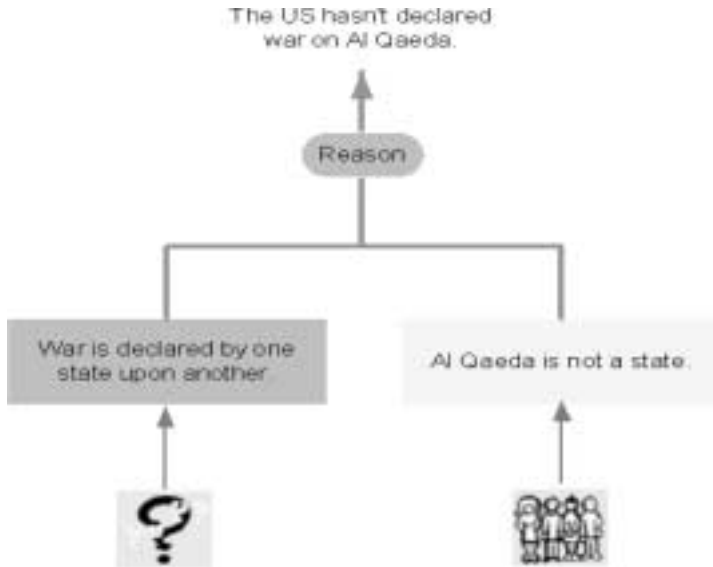 The US hasn't declared
war on Al Qaeda.
Reason
War is declared by one
state upon another.
Al Qaeda is not a state.
?